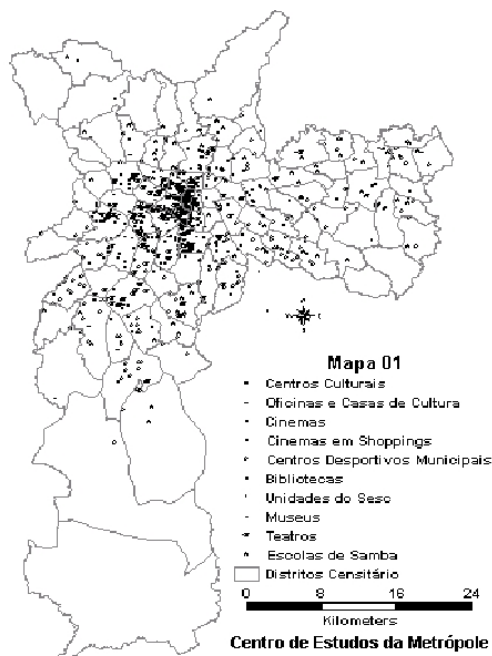 Mapa 01
Centros Culturais
Oficinas e Casas de Cultura
Cinemas
Cinemas em Shoppings
Centros Desportivos Municipais
Bibliotecas
Unidades do Sesc
Museus
Teatros
Escolas de Samba
Distritos Censitário
0 8 16 24
Kilometers
Centro de Estudos da Metrópole